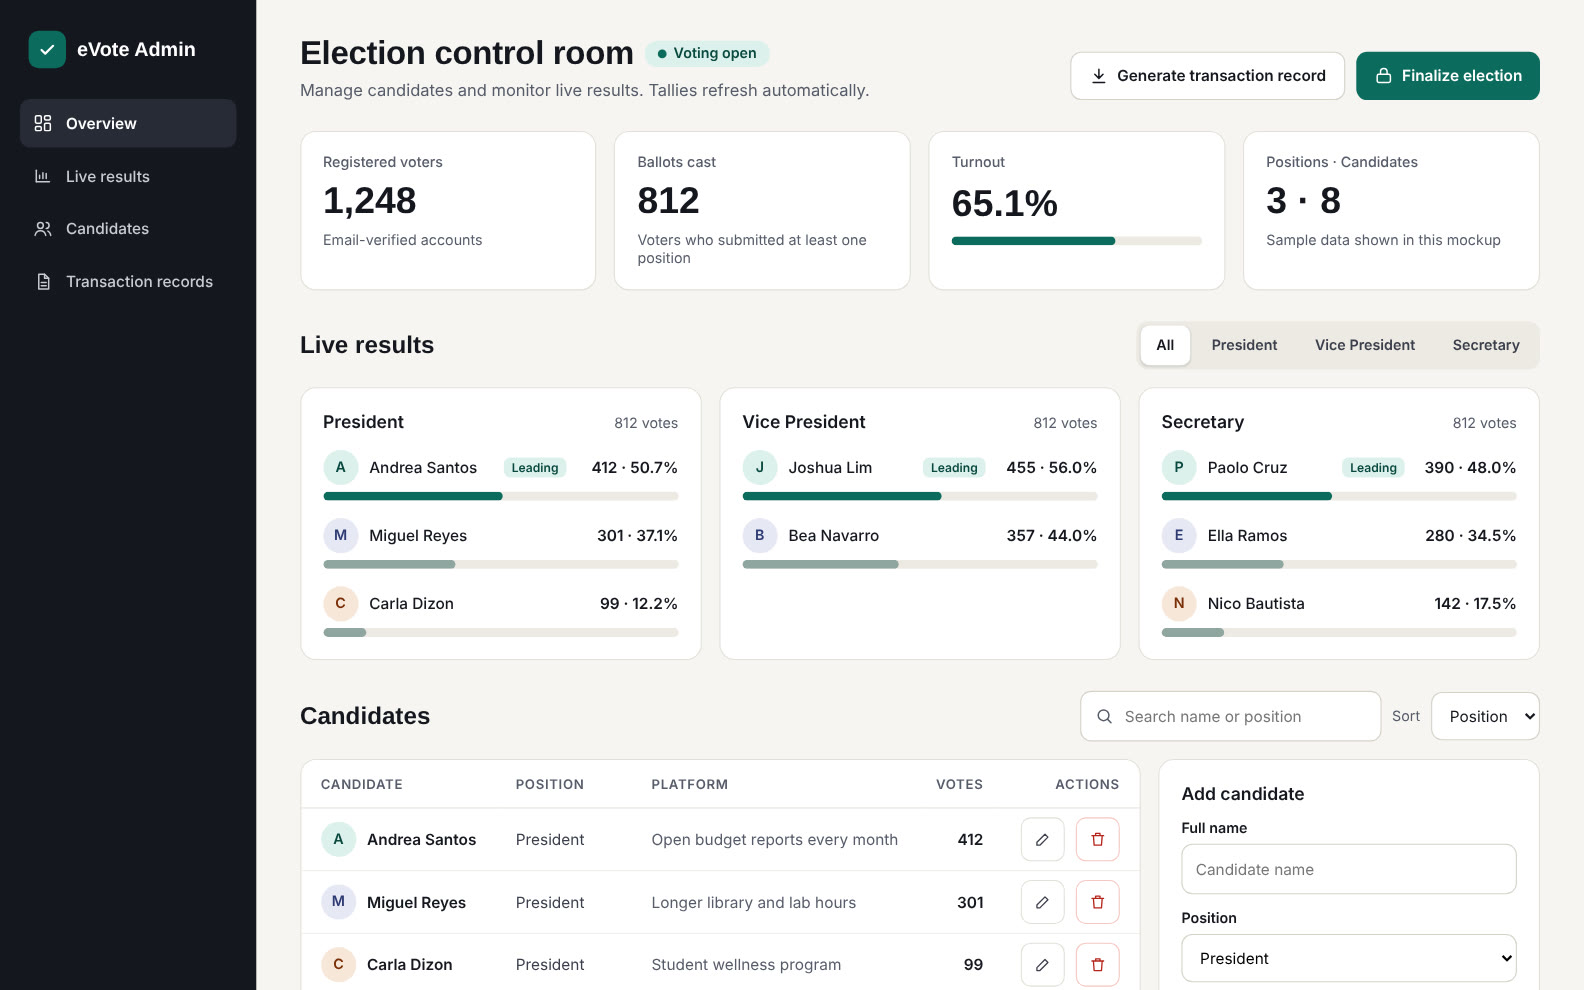 eVote Admin
Overview
Live results
Candidates
Transaction records
Election control room
Voting open
Manage candidates and monitor live results. Tallies refresh automatically.
Generate transaction record
Finalize election
Registered voters
1,248
Email-verified accounts
Ballots cast
812
Voters who submitted at least one
position
Turnout
65.1%
Positions · Candidates
3 · 8
Sample data shown in this mockup
Live results
All
President
Vice President
Secretary
President
812 votes
A
Andrea Santos
Leading
412 · 50.7%
M
Miguel Reyes
301 · 37.1%
C
Carla Dizon
99 · 12.2%
Vice President
812 votes
J
Joshua Lim
Leading
455 · 56.0%
B
Bea Navarro
357 · 44.0%
Secretary
812 votes
P
Paolo Cruz
Leading
390 · 48.0%
E
Ella Ramos
280 · 34.5%
N
Nico Bautista
142 · 17.5%
Candidates
Search name or position
Sort
Position
CANDIDATE POSITION PLATFORM VOTES ACTIONS
A Andrea Santos President Open budget reports every month 412
M Miguel Reyes President Longer library and lab hours 301
C Carla Dizon President Student wellness program 99
Add candidate
Full name
Candidate name
Position
President